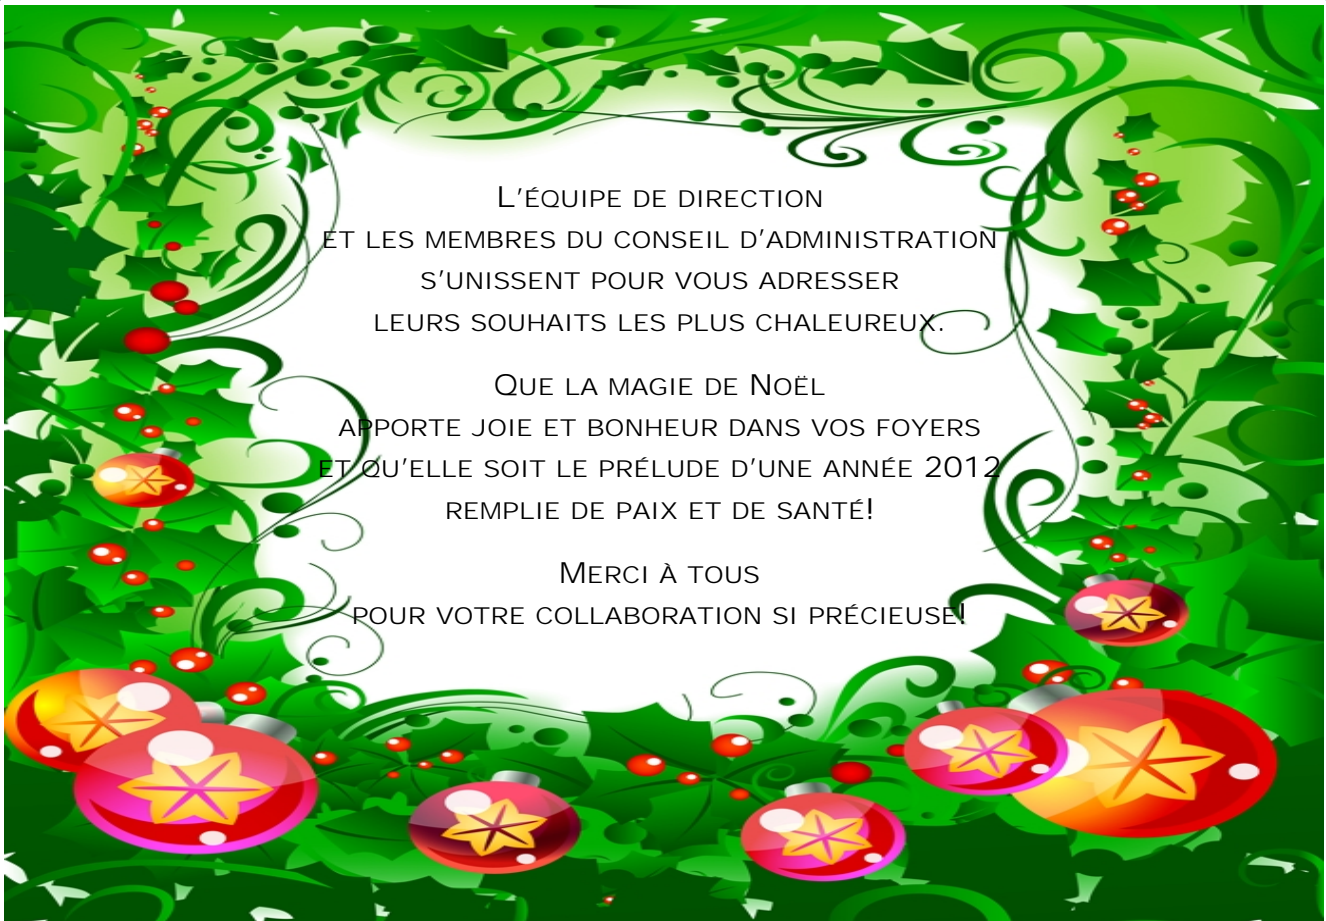 L'ÉQUIPE DE DIRECTION
ET LES MEMBRES DU CONSEIL D'ADMINISTRATION
S'UNISSENT POUR VOUS ADRESSER
LEURS SOUHAITS LES PLUS CHALEUREUX.
QUE LA MAGIE DE NOËL
APPORTE JOIE ET BONHEUR DANS VOS FOYERS
ET QU'ELLE SOIT LE PRÉLUDE D'UNE ANNÉE 2012
REMPLIE DE PAIX ET DE SANTÉ!
MERCI À TOUS
POUR VOTRE COLLABORATION SI PRÉCIEUSE!